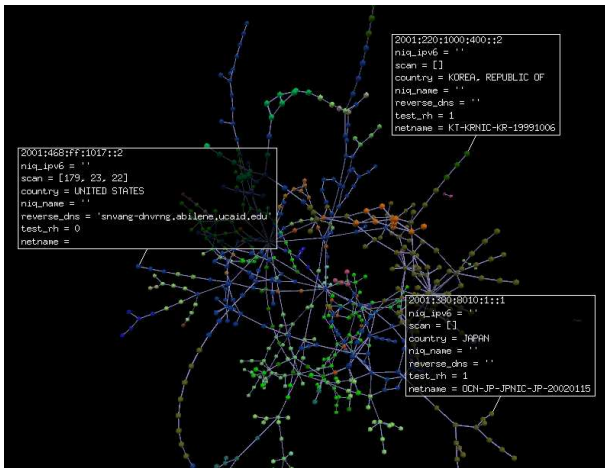 2001:220:1000:400::2
niq_ipv6 = ''
scan = []
country = KOREA, REPUBLIC OF
niq_name = ''
reverse_dns = ''
test_rh = 1
netname = KT-KRNIC-KR-19991006
2001:468:ff:1017::2
niq_ipv6 = ''
scan = [179, 23, 22]
country = UNITED STATES
niq_name = ''
reverse_dns = 'snvang-dnvrng.abilene.ucaid.edu'
test_rh = 0
netname =
2001:380:8010:1::1
niq_ipv6 = ''
scan = []
country = JAPAN
niq_name = ''
reverse_dns = ''
test_rh = 1
netname = OCN-JP-JPNIC-JP-20020115